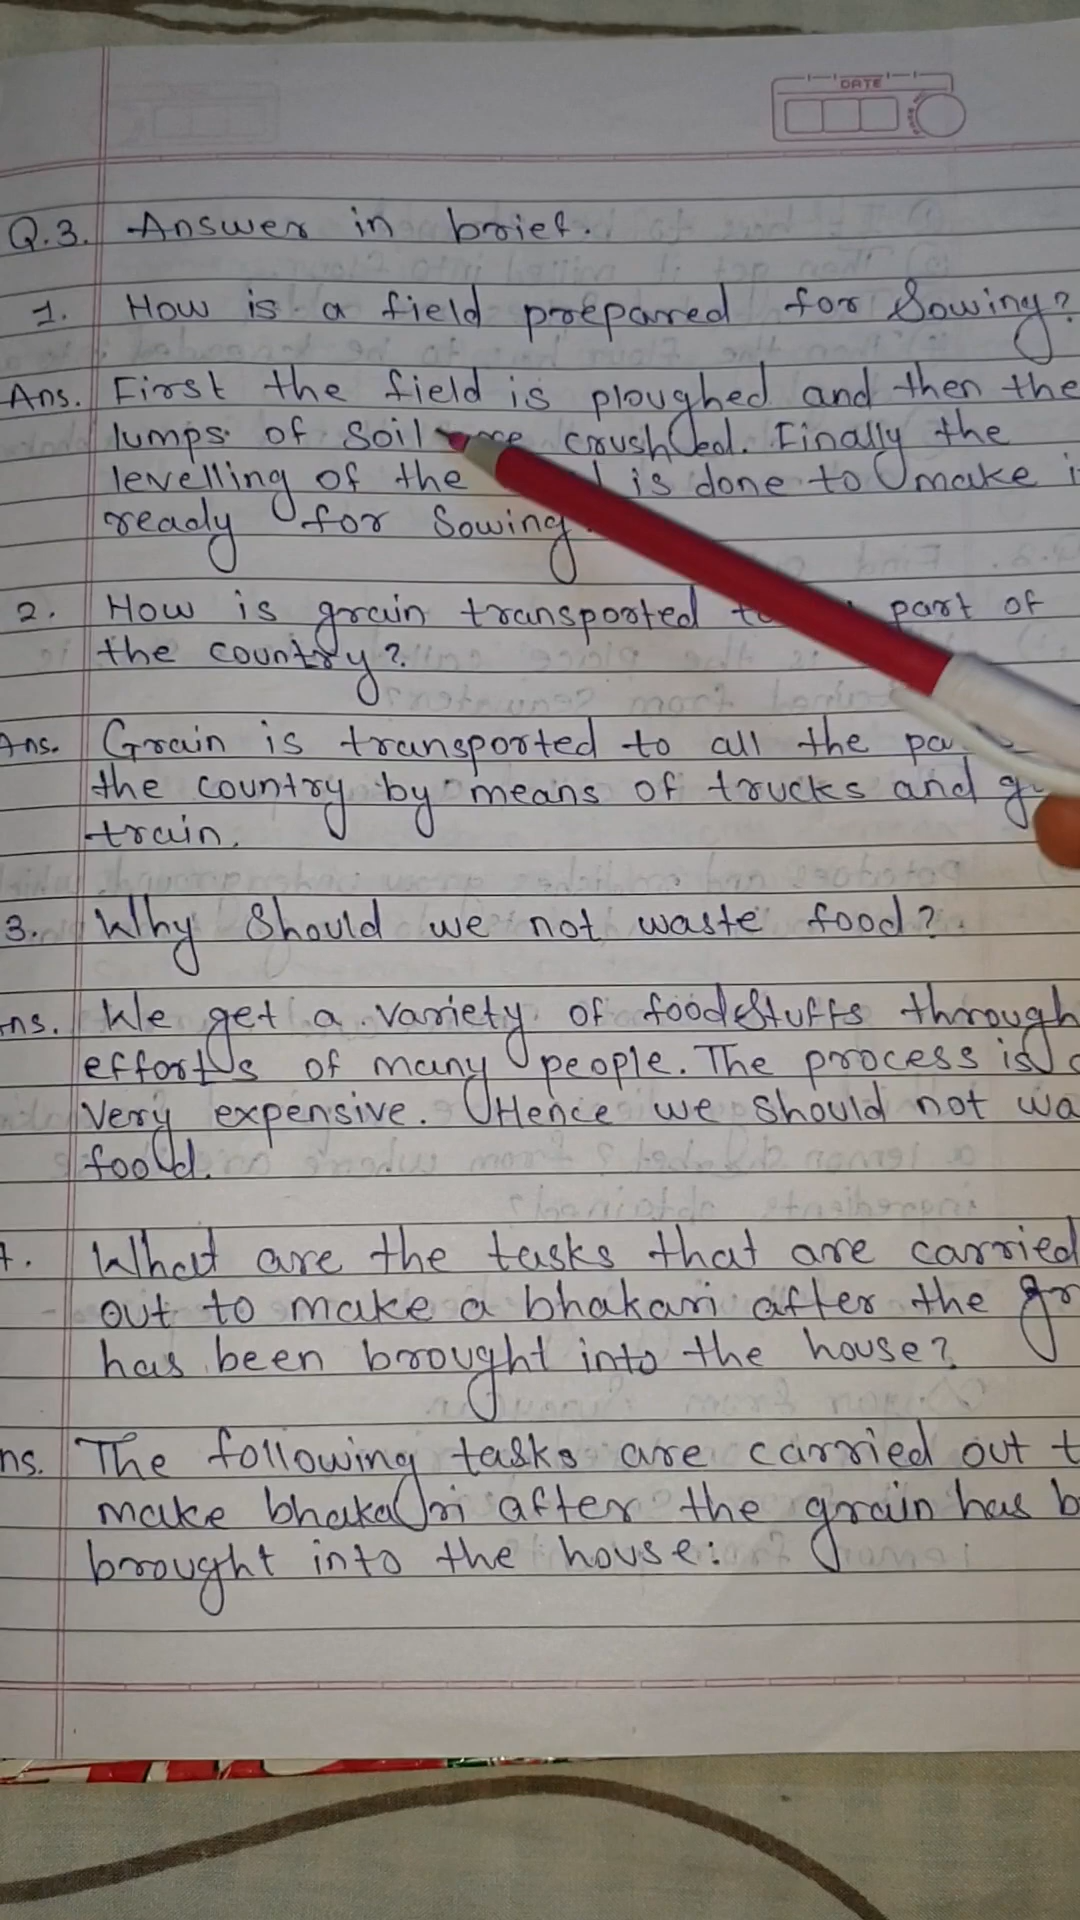 DATE
Q.3. Answer in brief.
1. How is a field prepared for Sowing?
Ans. First the field is ploughed and then the
lumps of soil are crushed. Finally the
levelling of the is done to make
ready for Sowing.
2. How is grain transported part of
the country?
Ans. Grain is transported to all the
the country by means of trucks and
train.
3. Why Should we not waste food?
We get a variety of foodstuffs through
efforts of many people. The process is
very expensive. Hence we should not
food.
What are the tasks that are carried
out to make a bhakari after the
has been brought into the house?
The following tasks are carried out
make bhakari after the grain has
brought into the house: